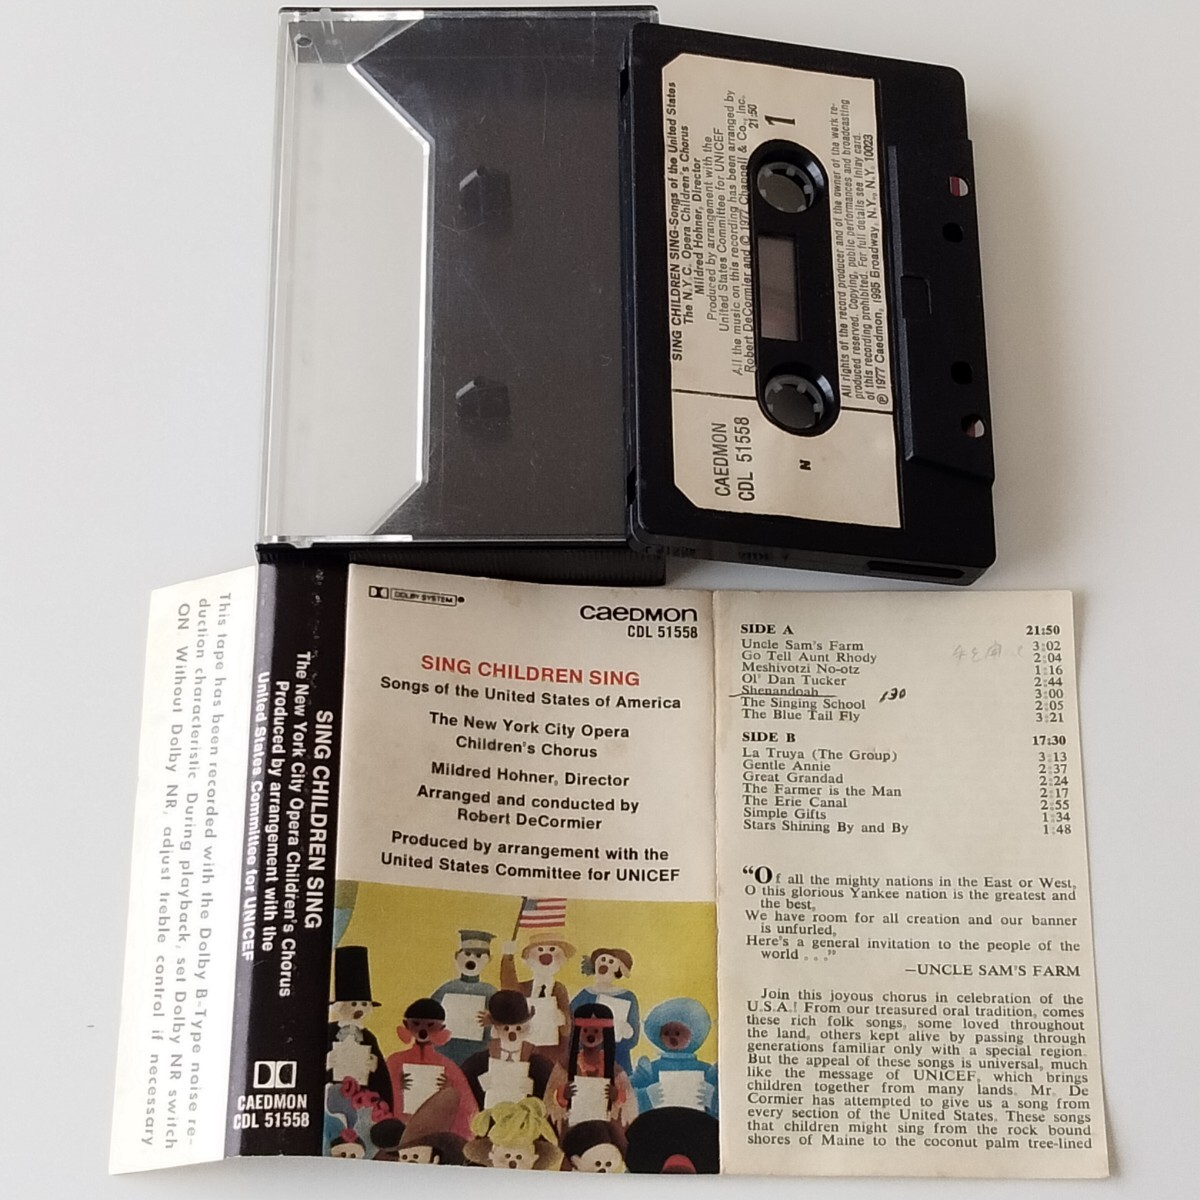 SING CHILDREN SING-Songs of the United States
The N.Y.C. Opera Children's Chorus
Mildred Hohner, Director
Produced by arrangement with the
United States Committee for UNICEF
All the music on this recording has been arranged by
Robert DeCormier and © 1977 Chappell & Co., Inc.
21:50
1
All rights of the record producer and of the owner of the work re-
produced reserved. Copying, public performances and broadcasting
of this recording prohibited. For full details see inlay card.
℗ 1977 Caedmon, 1995 Broadway, N.Y., N.Y. 10023
CAEDMON
CDL 51558
N
This tape has been recorded with the Dolby B-Type noise re-
duction characteristic During playback, set Dolby NR switch
ON Without Dolby NR, adjust treble control if necessary
SING CHILDREN SING
The New York City Opera Children's Chorus
Produced by arrangement with the
United States Committee for UNICEF
CAEDMON
CDL 51558
DOLBY SYSTEM
CAEDMON
CDL 51558
SING CHILDREN SING
Songs of the United States of America
The New York City Opera
Children's Chorus
Mildred Hohner, Director
Arranged and conducted by
Robert DeCormier
Produced by arrangement with the
United States Committee for UNICEF
SIDE A 21:50
Uncle Sam's Farm 3:02
Go Tell Aunt Rhody 2:04
Meshivotzi No-otz 1:16
Ol' Dan Tucker 2:44
Shenandoah 130 3:00
The Singing School 2:05
The Blue Tail Fly 3:21
SIDE B 17:30
La Truya (The Group) 3:13
Gentle Annie 2:37
Great Grandad 2:24
The Farmer is the Man 2:17
The Erie Canal 2:55
Simple Gifts 1:34
Stars Shining By and By 1:48
"Of all the mighty nations in the East or West,
O this glorious Yankee nation is the greatest and
the best,
We have room for all creation and our banner
is unfurled,
Here's a general invitation to the people of the
world . . ."
—UNCLE SAM'S FARM
Join this joyous chorus in celebration of the
U.S.A.! From our treasured oral tradition, comes
these rich folk songs, some loved throughout
the land, others kept alive by passing through
generations familiar only with a special region.
But the appeal of these songs is universal, much
like the message of UNICEF, which brings
children together from many lands. Mr. De
Cormier has attempted to give us a song from
every section of the United States. These songs
that children might sing from the rock bound
shores of Maine to the coconut palm tree-lined